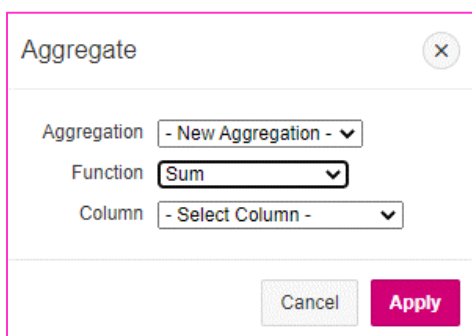 Aggregate
Aggregation - New Aggregation -
Function Sum
Column - Select Column -
Cancel Apply